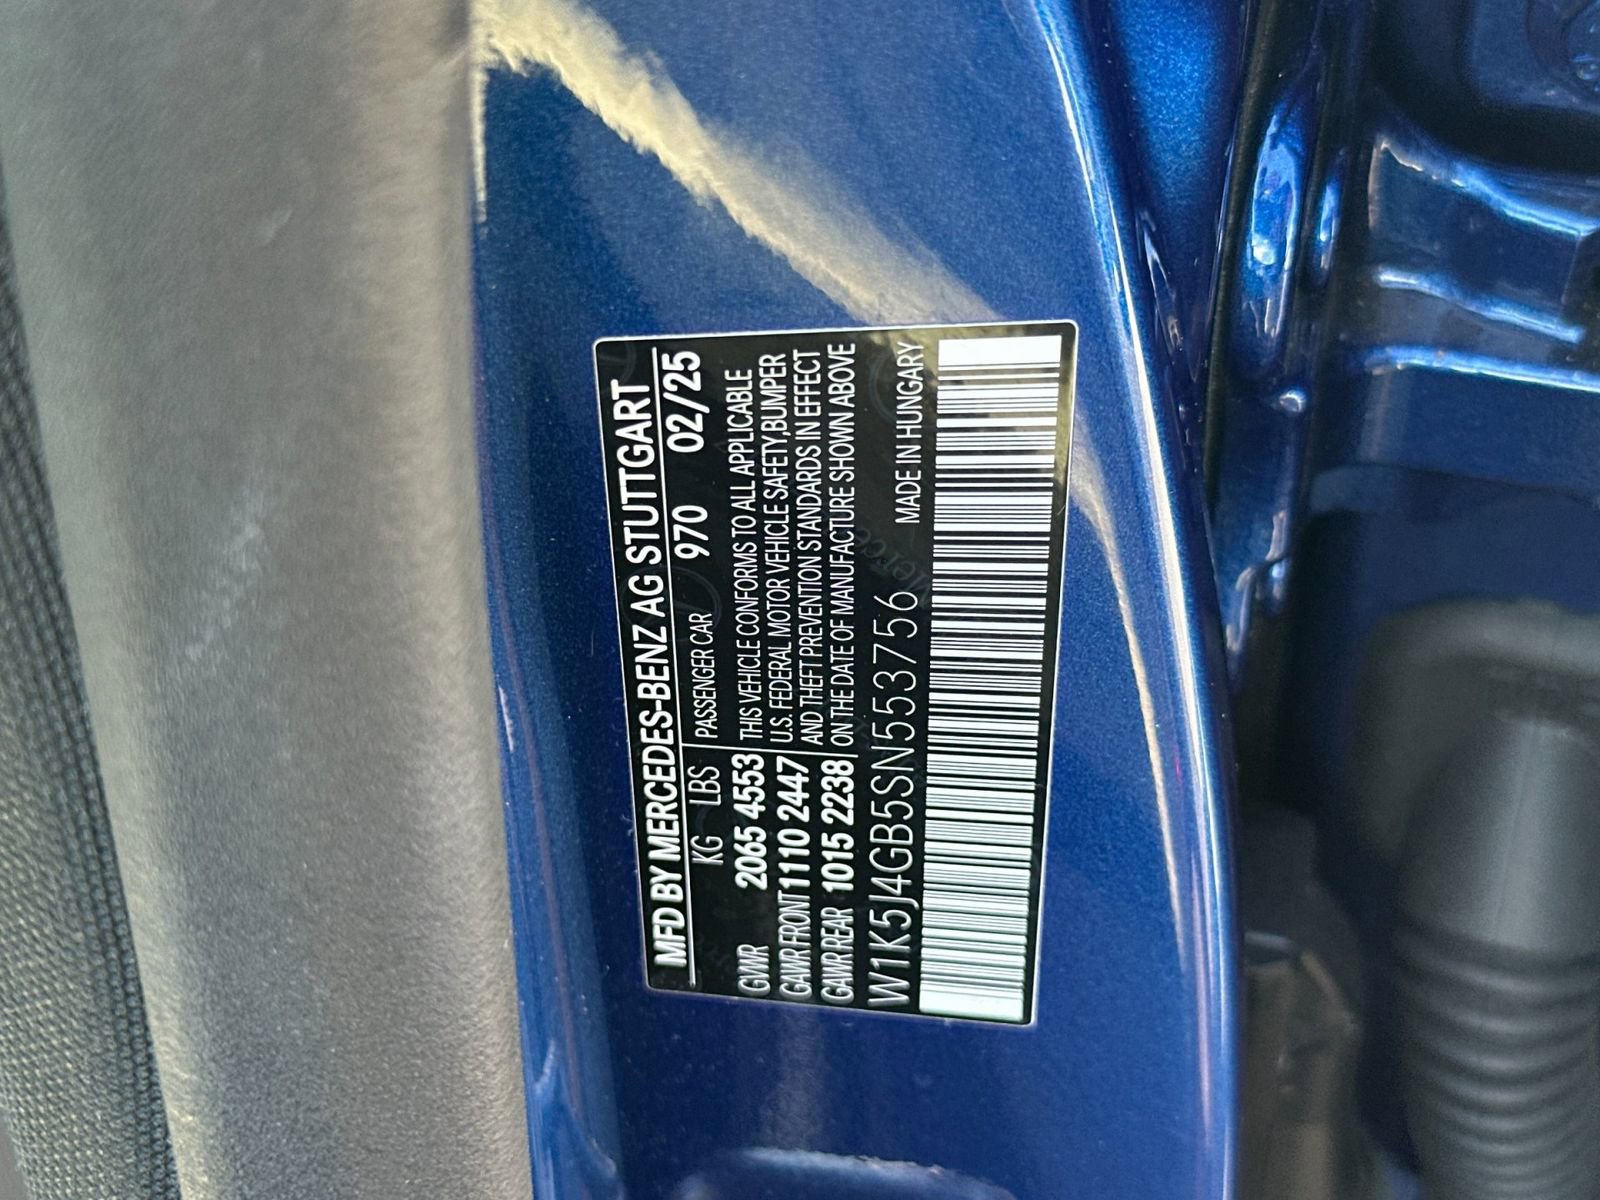 MFD BY MERCEDES-BENZ AG STUTTGART
KG LBS PASSENGER CAR 970 02/25
GVWR 2065 4553 THIS VEHICLE CONFORMS TO ALL APPLICABLE
GAWR FRONT 1110 2447 U.S. FEDERAL MOTOR VEHICLE SAFETY,BUMPER
AND THEFT PREVENTION STANDARDS IN EFFECT
GAWR REAR 1015 2238 ON THE DATE OF MANUFACTURE SHOWN ABOVE
W1K5J4GB5SN553756 MADE IN HUNGARY